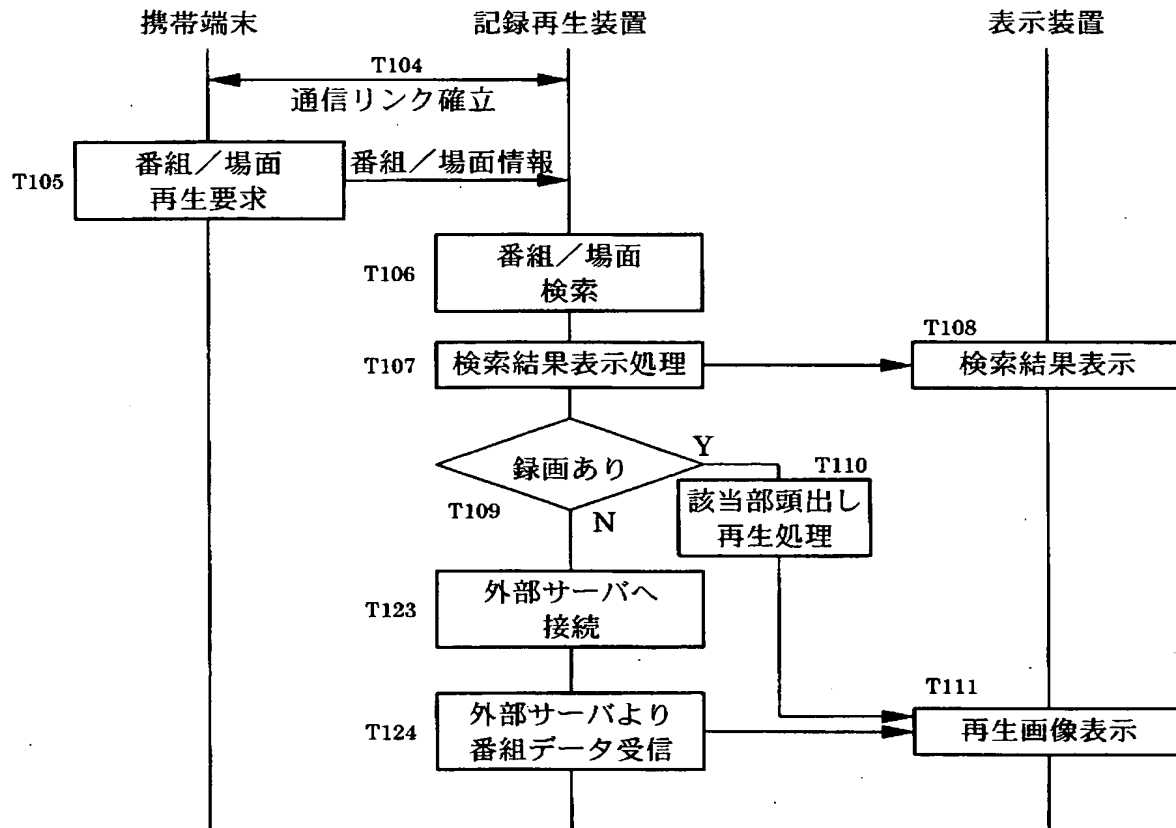 携帯端末
記録再生装置
表示装置
T104
通信リンク確立
T105
番組／場面
再生要求
番組／場面情報
T106
番組／場面
検索
T107
検索結果表示処理
T108
検索結果表示
録画あり
Y
T109
N
T110
該当部頭出し
再生処理
T123
外部サーバへ
接続
T124
外部サーバより
番組データ受信
T111
再生画像表示